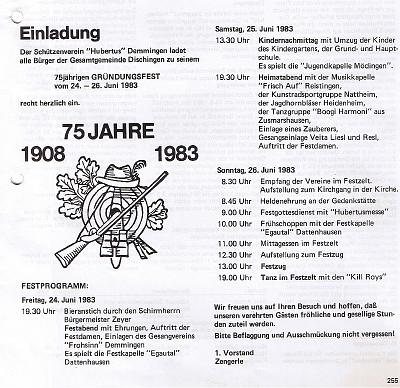 Einladung
Der Schützenverein "Hubertus" Demmingen ladet
alle Bürger der Gesamtgemeinde Dischingen zu seinem
75jährigen GRÜNDUNGSFEST
vom 24. — 26. Juni 1983
recht herzlich ein.
75 JAHRE
1908 1983
FESTPROGRAMM:
Freitag, 24. Juni 1983
19.30 Uhr Bieranstich durch den Schirmherrn
Bürgermeister Zeyer
Festabend mit Ehrungen, Auftritt der
Festdamen, Einlagen des Gesangvereins
"Frohsinn" Demmingen
Es spielt die Festkapelle "Egautal"
Dattenhausen
Samstag, 25. Juni 1983
13.30 Uhr Kindernachmittag mit Umzug der Kinder
des Kindergartens, der Grund- und Haupt-
schule.
Es spielt die "Jugendkapelle Mödingen".
19.30 Uhr Heimatabend mit der Musikkapelle
"Frisch Auf" Reistingen,
der Kunstradsportgruppe Nattheim,
der Jagdhornbläser Heidenheim,
der Tanzgruppe "Boogi Harmoni" aus
Zusmarshausen,
Einlage eines Zauberers,
Gesangseinlage Veita Liesl und Resl,
Auftritt der Festdamen.
Sonntag, 26. Juni 1983
8.30 Uhr Empfang der Vereine im Festzelt.
Aufstellung zum Kirchgang in der Kirche.
8.45 Uhr Heldenehrung an der Gedenkstätte
9.00 Uhr Festgottesdienst mit "Hubertusmesse"
10.00 Uhr Frühschoppen mit der Festkapelle
"Egautal" Dattenhausen
11.00 Uhr Mittagessen im Festzelt
12.30 Uhr Aufstellung zum Festzug
13.00 Uhr Festzug
19.00 Uhr Tanz im Festzelt mit den "Kill Roys"
Wir freuen uns auf Ihren Besuch und hoffen, daß
unseren verehrten Gästen fröhliche und gesellige Stun-
den zuteil werden.
Bitte Beflaggung und Ausschmückung nicht vergessen!
1. Vorstand
Zengerle
255